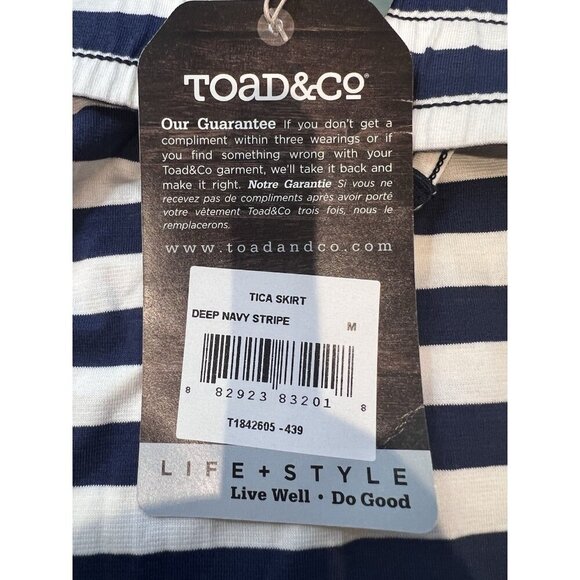 TOAD&CO®
Our Guarantee If you don't get a
compliment within three wearings or if
you find something wrong with your
Toad&Co garment, we'll take it back and
make it right. Notre Garantie Si vous ne
recevez pas de compliments après avoir porté
votre vêtement Toad&Co trois fois, nous le
remplacerons.
www.toadandco.com
TICA SKIRT
DEEP NAVY STRIPE M
8 82923 83201 8
T1842605 - 439
LIFE + STYLE
Live Well • Do Good